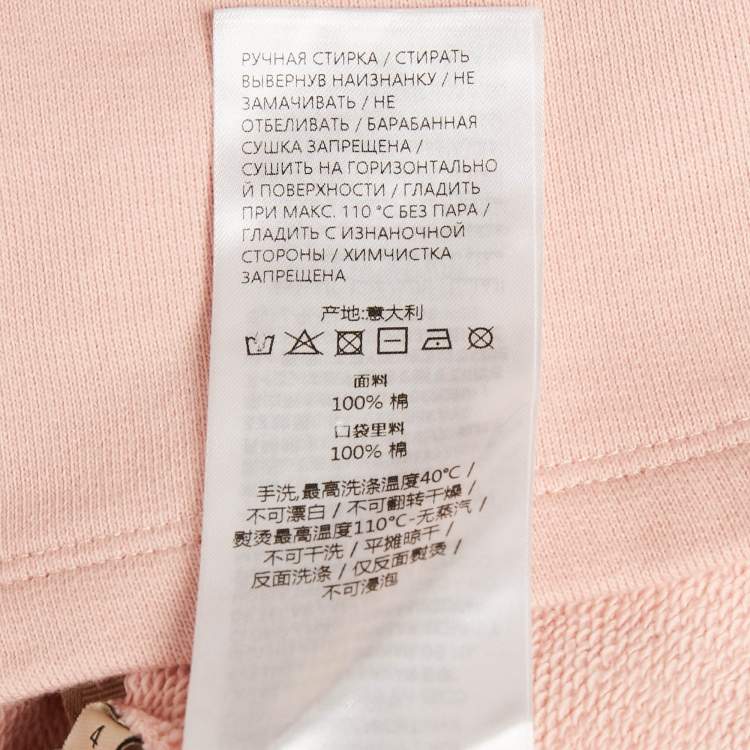 РУЧНАЯ СТИРКА / СТИРАТЬ
ВЫВЕРНУВ НАИЗНАНКУ / НЕ
ЗАМАЧИВАТЬ / НЕ
ОТБЕЛИВАТЬ / БАРАБАННАЯ
СУШКА ЗАПРЕЩЕНА /
СУШИТЬ НА ГОРИЗОНТАЛЬНО
Й ПОВЕРХНОСТИ / ГЛАДИТЬ
ПРИ МАКС. 110 °C БЕЗ ПАРА /
ГЛАДИТЬ С ИЗНАНОЧНОЙ
СТОРОНЫ / ХИМЧИСТКА
ЗАПРЕЩЕНА
产地:意大利
面料
100% 棉
口袋里料
100% 棉
手洗,最高洗涤温度40°C /
不可漂白 / 不可翻转干燥 /
熨烫最高温度110°C-无蒸汽 /
不可干洗 / 平摊晾干 /
反面洗涤 / 仅反面熨烫 /
不可浸泡
4